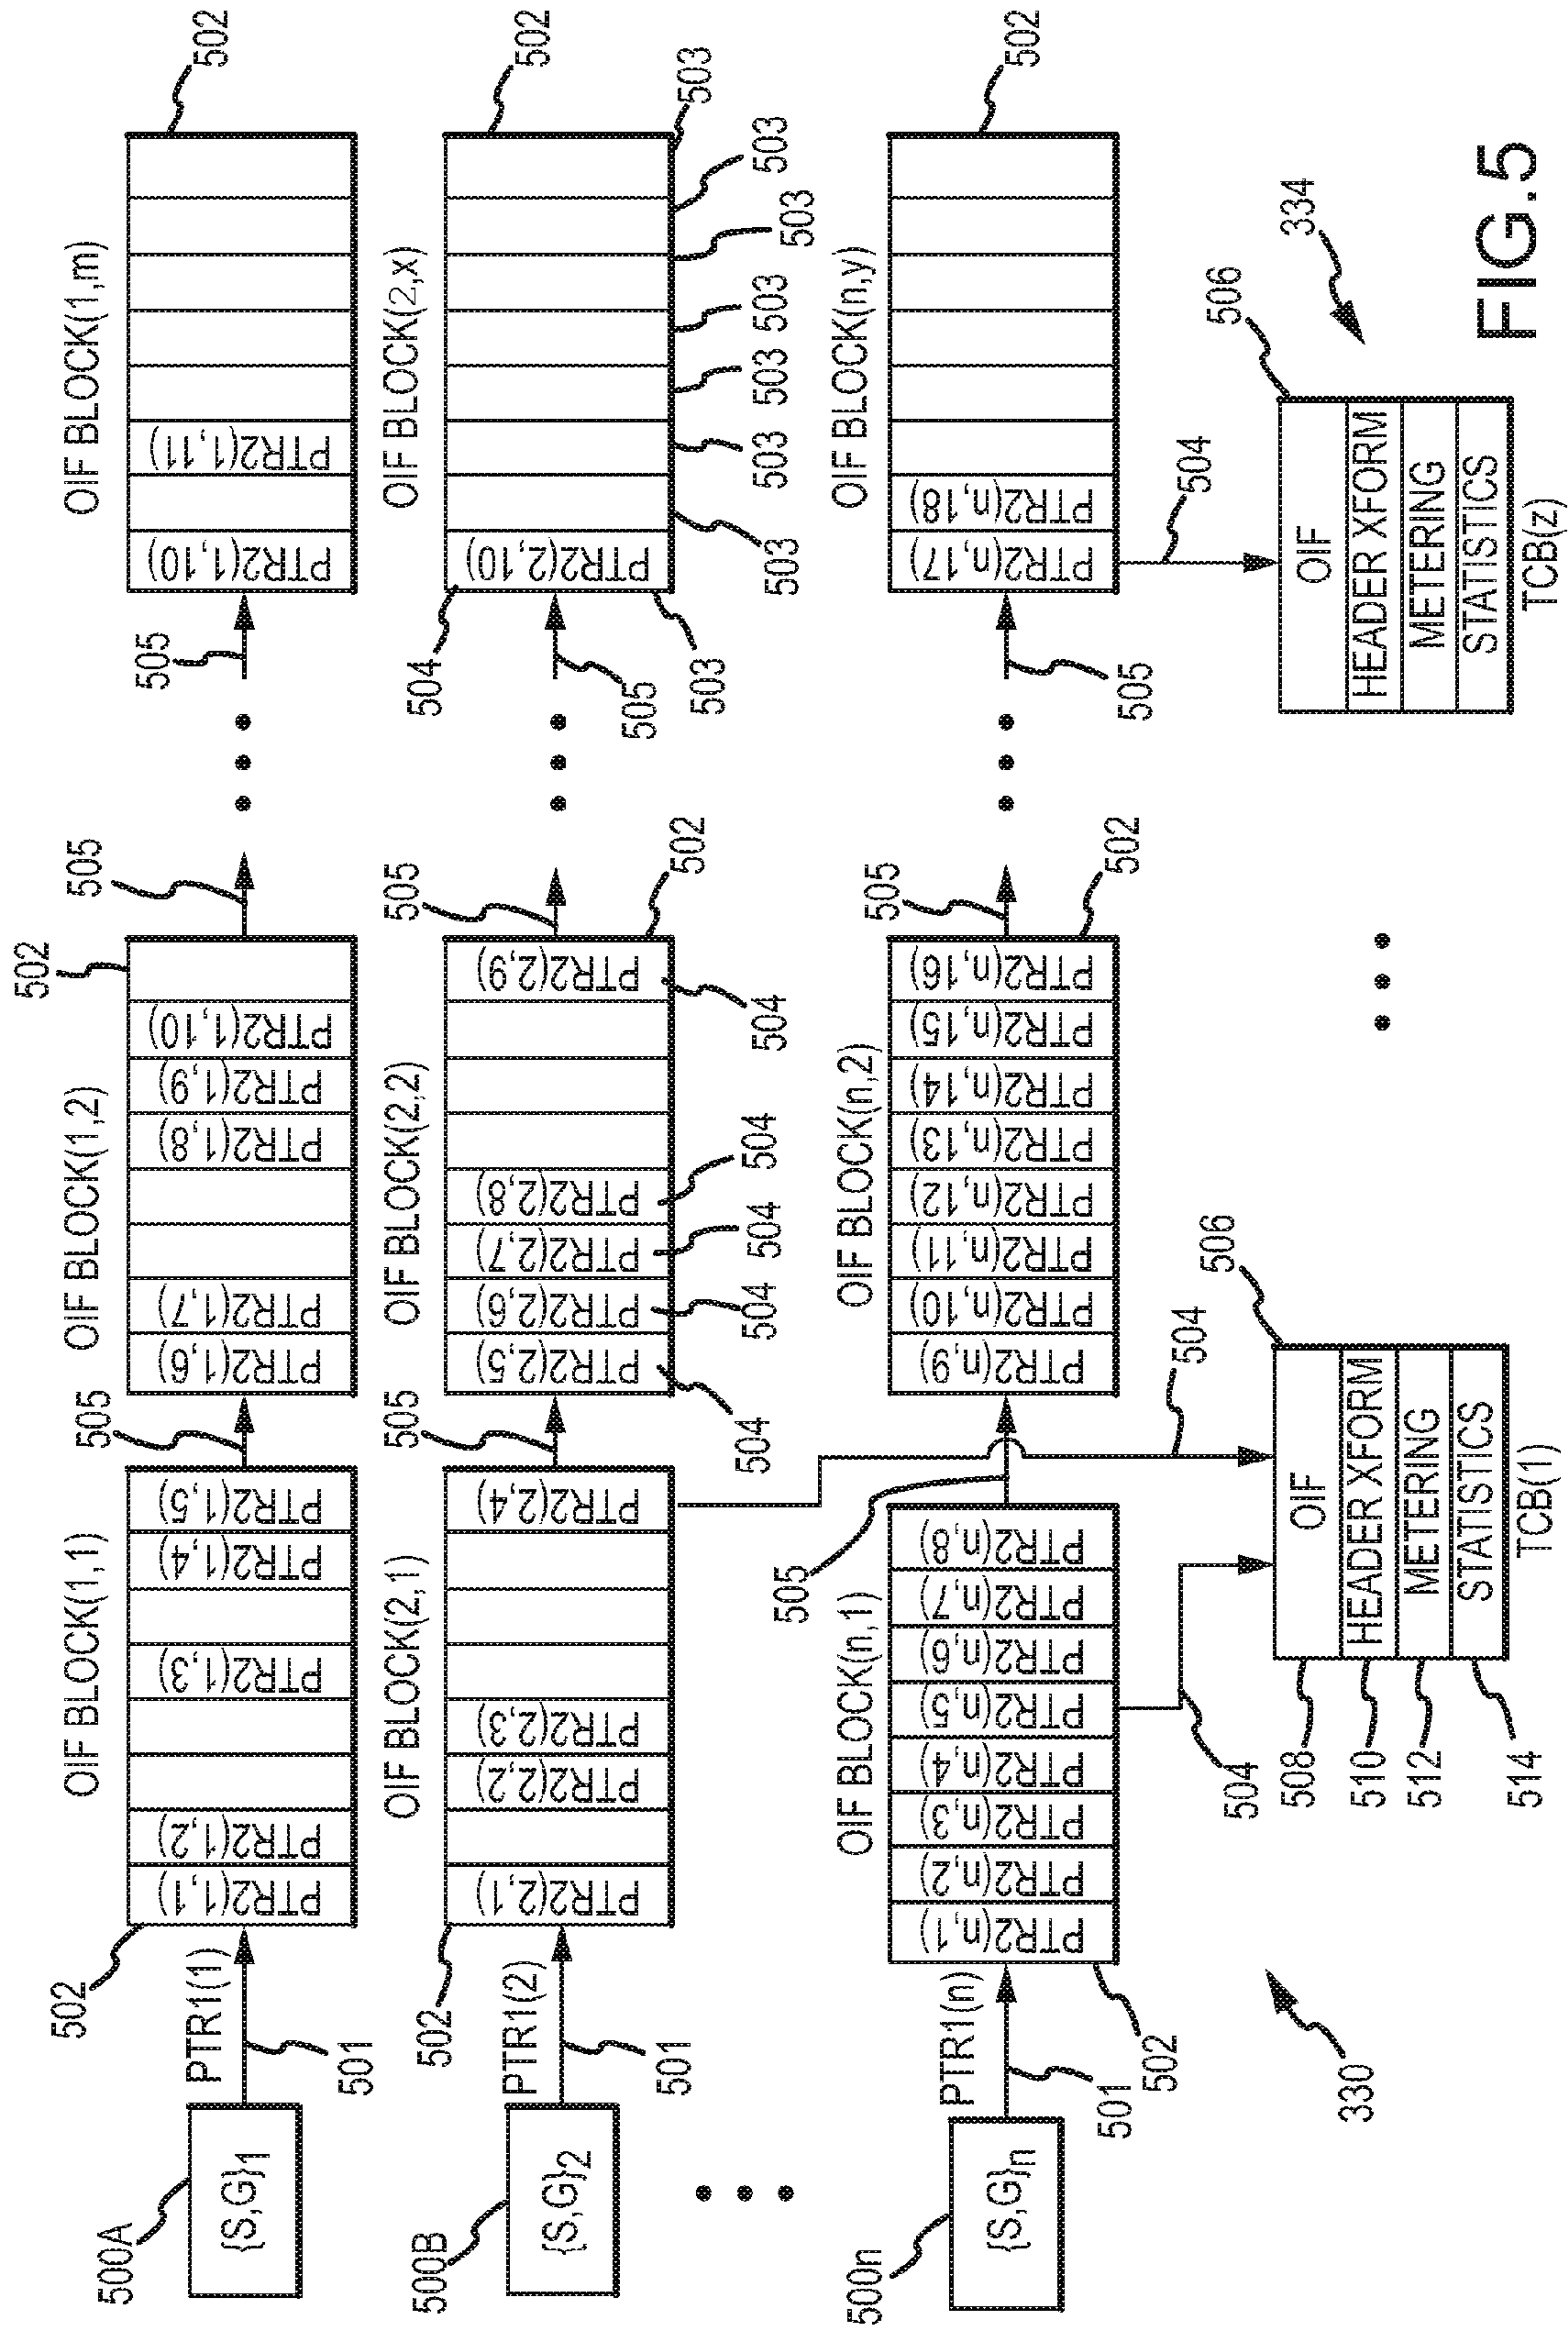 500A
{S,G}1
PTR1(1)
501
502
OIF BLOCK(1,1)
PTR2(1,1)
PTR2(1,2)
PTR2(1,3)
PTR2(1,4)
PTR2(1,5)
505
OIF BLOCK(1,2)
502
PTR2(1,6)
PTR2(1,7)
PTR2(1,8)
PTR2(1,9)
PTR2(1,10)
505
505
OIF BLOCK(1,m)
502
PTR2(1,10)
PTR2(1,11)
500B
{S,G}2
PTR1(2)
501
502
OIF BLOCK(2,1)
PTR2(2,1)
PTR2(2,2)
PTR2(2,3)
PTR2(2,4)
505
OIF BLOCK(2,2)
PTR2(2,5)
PTR2(2,6)
PTR2(2,7)
PTR2(2,8)
PTR2(2,9)
504
504
504
504
504
505
502
504
505
503
OIF BLOCK(2,x)
502
PTR2(2,10)
503
503
503
503
503
503
503
500n
{S,G}n
PTR1(n)
501
502
OIF BLOCK(n,1)
PTR2(n,1)
PTR2(n,2)
PTR2(n,3)
PTR2(n,4)
PTR2(n,5)
PTR2(n,6)
PTR2(n,7)
PTR2(n,8)
505
OIF BLOCK(n,2)
PTR2(n,9)
PTR2(n,10)
PTR2(n,11)
PTR2(n,12)
PTR2(n,13)
PTR2(n,14)
PTR2(n,15)
PTR2(n,16)
505
502
505
OIF BLOCK(n,y)
502
PTR2(n,17)
PTR2(n,18)
330
504
504
506
508
OIF
510
HEADER XFORM
512
METERING
514
STATISTICS
TCB(1)
504
506
OIF
HEADER XFORM
METERING
STATISTICS
TCB(z)
334
FIG.5